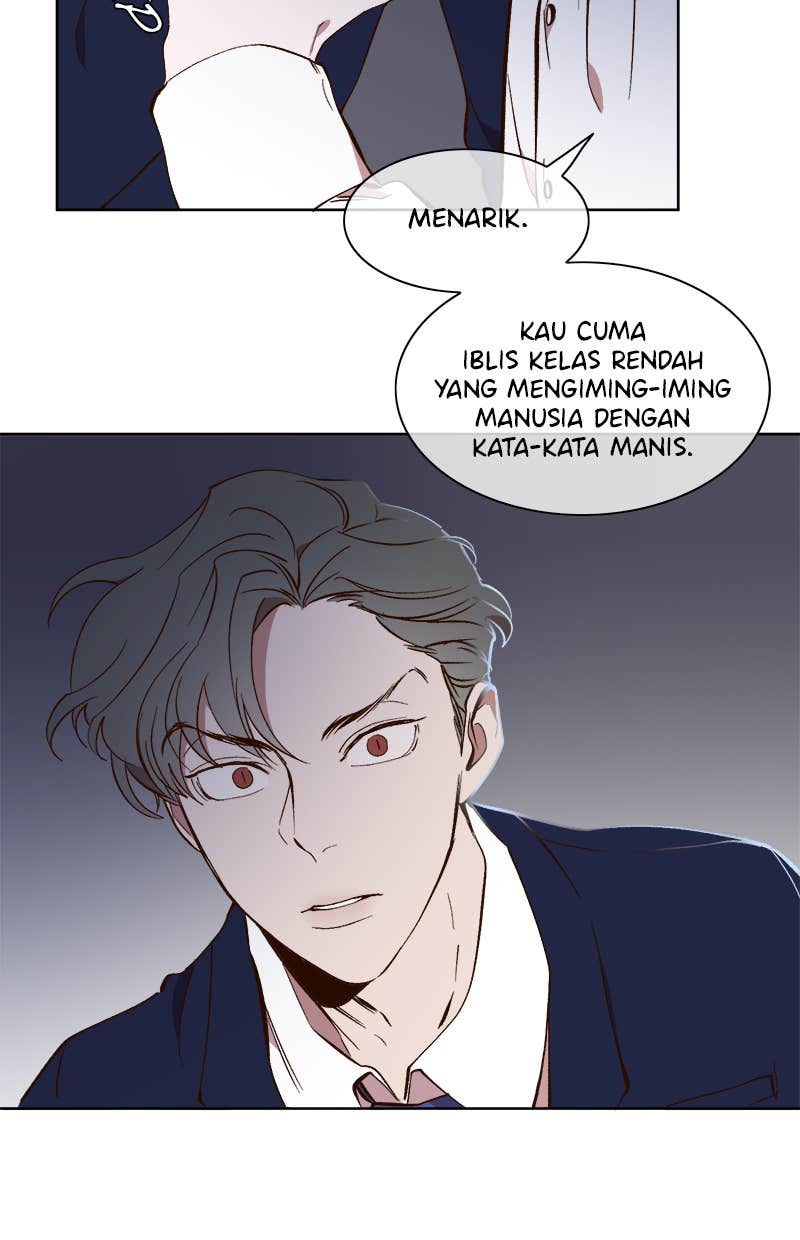 MENARIK.
KAU CUMA
IBLIS KELAS RENDAH
YANG MENGIMING-IMING
MANUSIA DENGAN
KATA-KATA MANIS.